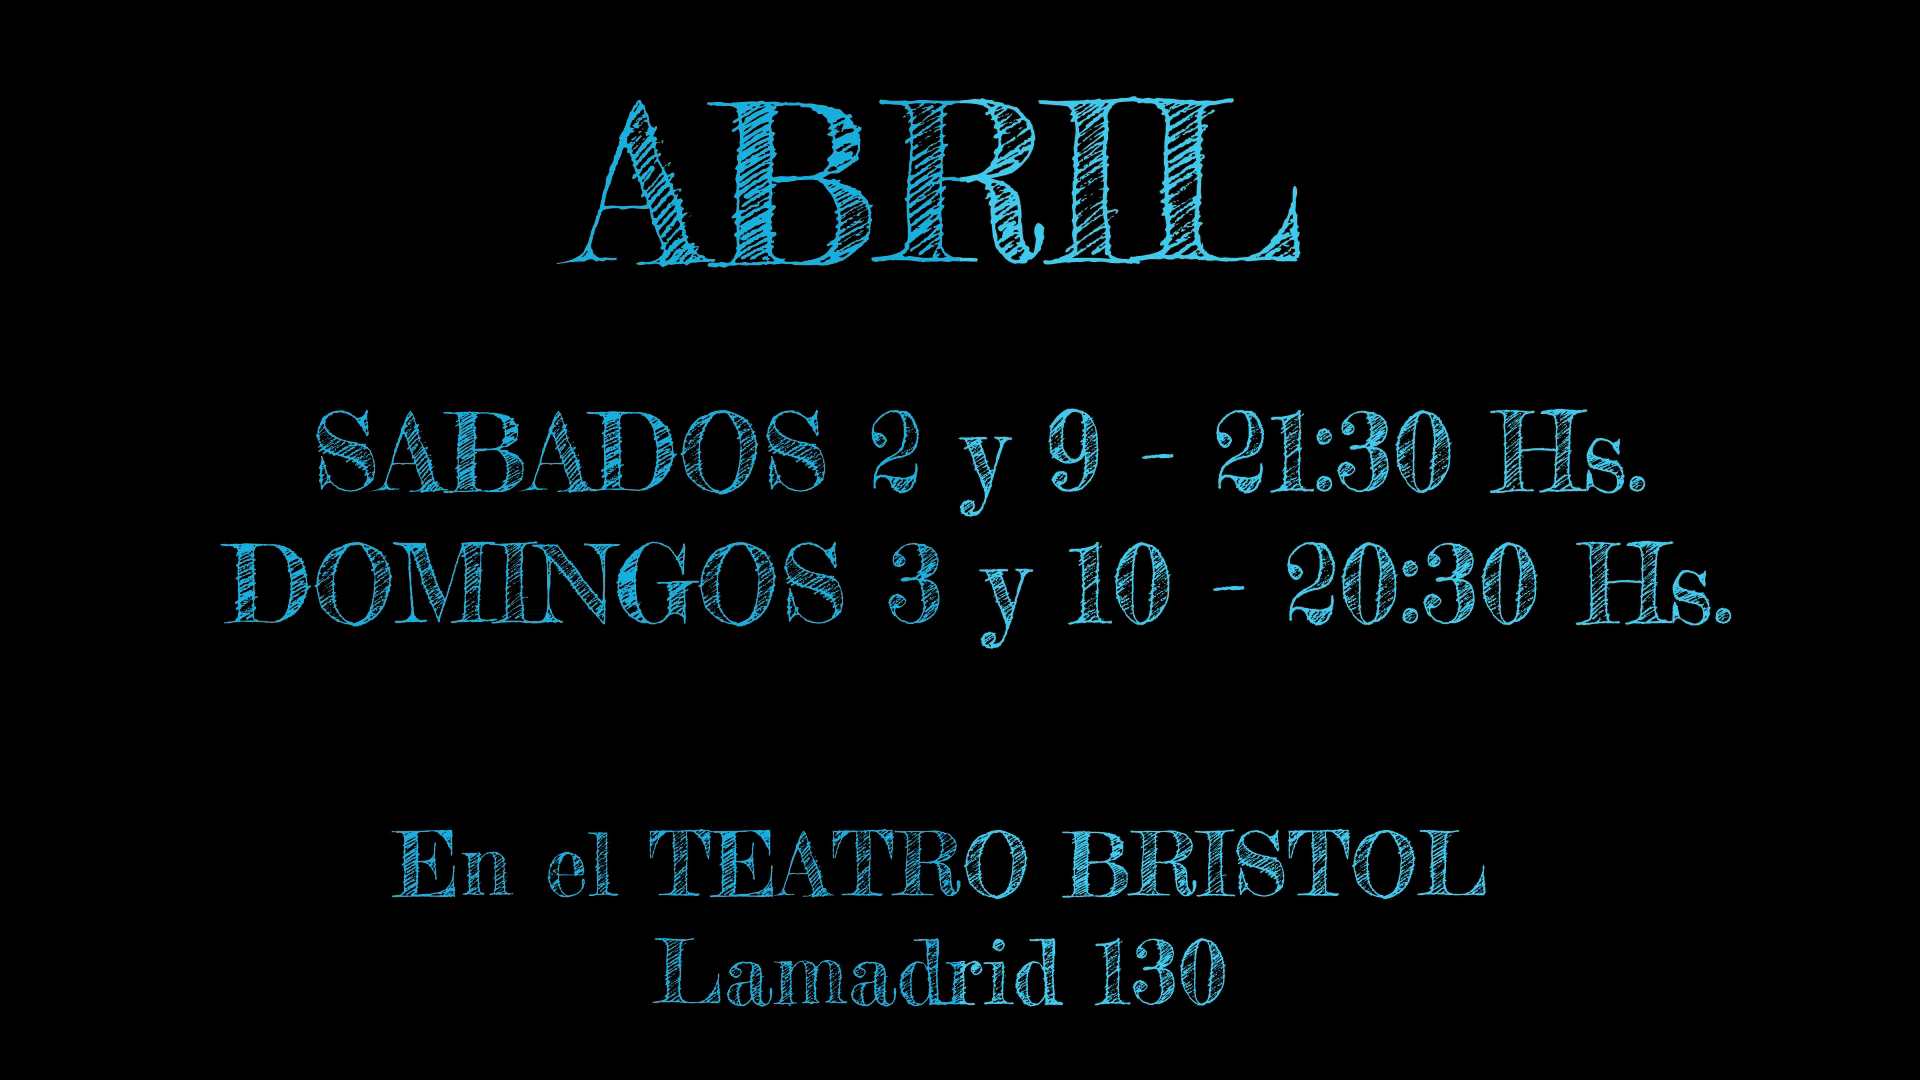 ABRIL
SABADOS 2 y 9 - 21:30 Hs.
DOMINGOS 3 y 10 - 20:30 Hs.
En el TEATRO BRISTOL
Lamadrid 130